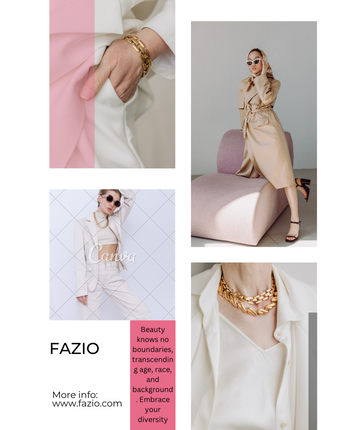 Canva
FAZIO
More info:
www.fazio.com
Beauty
knows no
boundaries,
transcendin
g age, race,
and
background
. Embrace
your
diversity